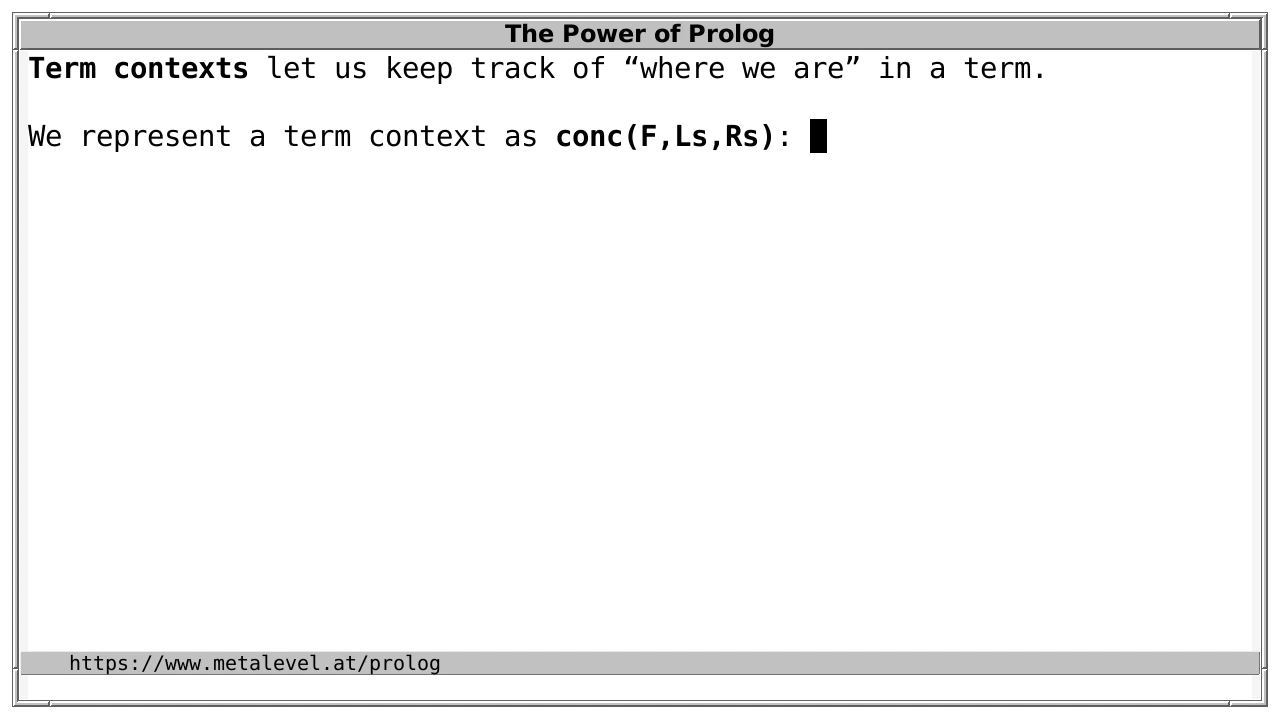 The Power of Prolog
Term contexts let us keep track of “where we are” in a term.
We represent a term context as conc(F,Ls,Rs):
https://www.metalevel.at/prolog